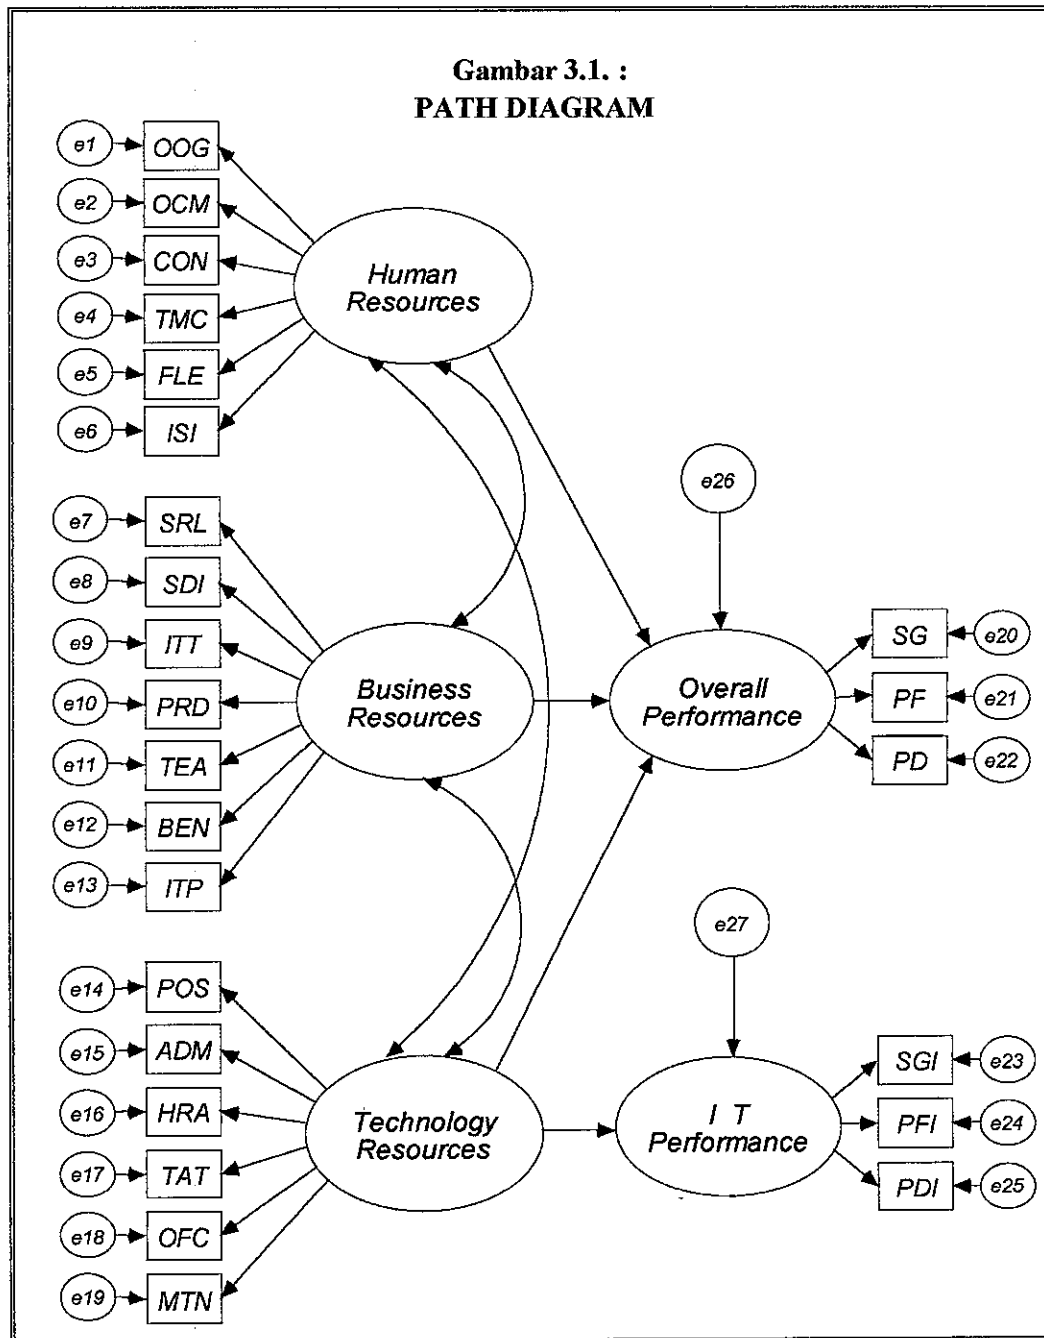 Gambar 3.1. :
PATH DIAGRAM
e1 OOG
e2 OCM
e3 CON
e4 TMC
e5 FLE
e6 ISI
Human
Resources
e7 SRL
e8 SDI
e9 ITT
e10 PRD
e11 TEA
e12 BEN
e13 ITP
Business
Resources
e14 POS
e15 ADM
e16 HRA
e17 TAT
e18 OFC
e19 MTN
Technology
Resources
e26
Overall
Performance
SG e20
PF e21
PD e22
e27
I T
Performance
SGI e23
PFI e24
PDI e25